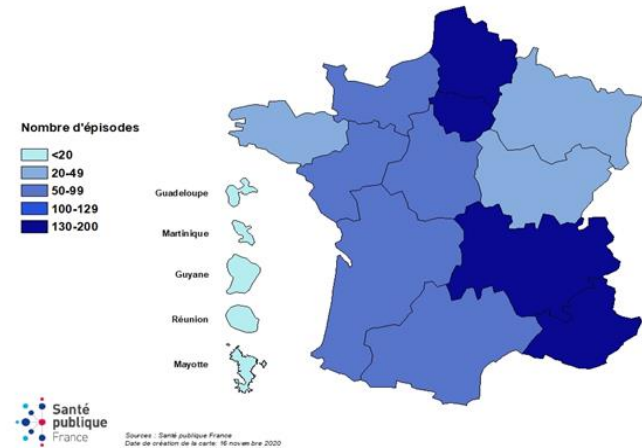 Nombre d'épisodes
<20
20-49
50-99
100-129
130-200
Guadeloupe
Martinique
Guyane
Réunion
Mayotte
Santé
publique
France
Sources : Santé publique France
Date de création de la carte: 16 novembre 2020